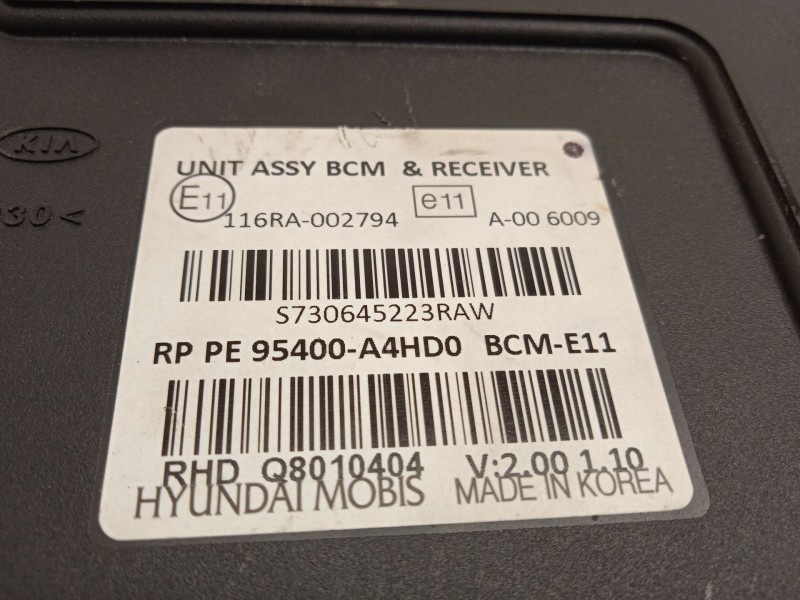 KIA
30<
UNIT ASSY BCM & RECEIVER
E11 116RA-002794 e11 A-00 6009
S730645223RAW
RP PE 95400-A4HD0 BCM-E11
RHD Q8010404 V:2.00 1.10
HYUNDAI MOBIS MADE IN KOREA